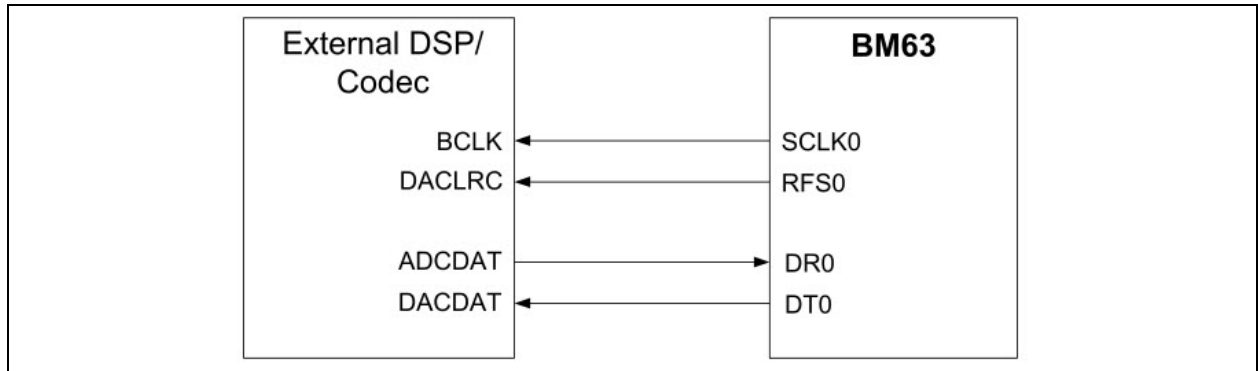 External DSP/
Codec
BCLK
DACLRC
ADCDAT
DACDAT
BM63
SCLK0
RFS0
DR0
DT0